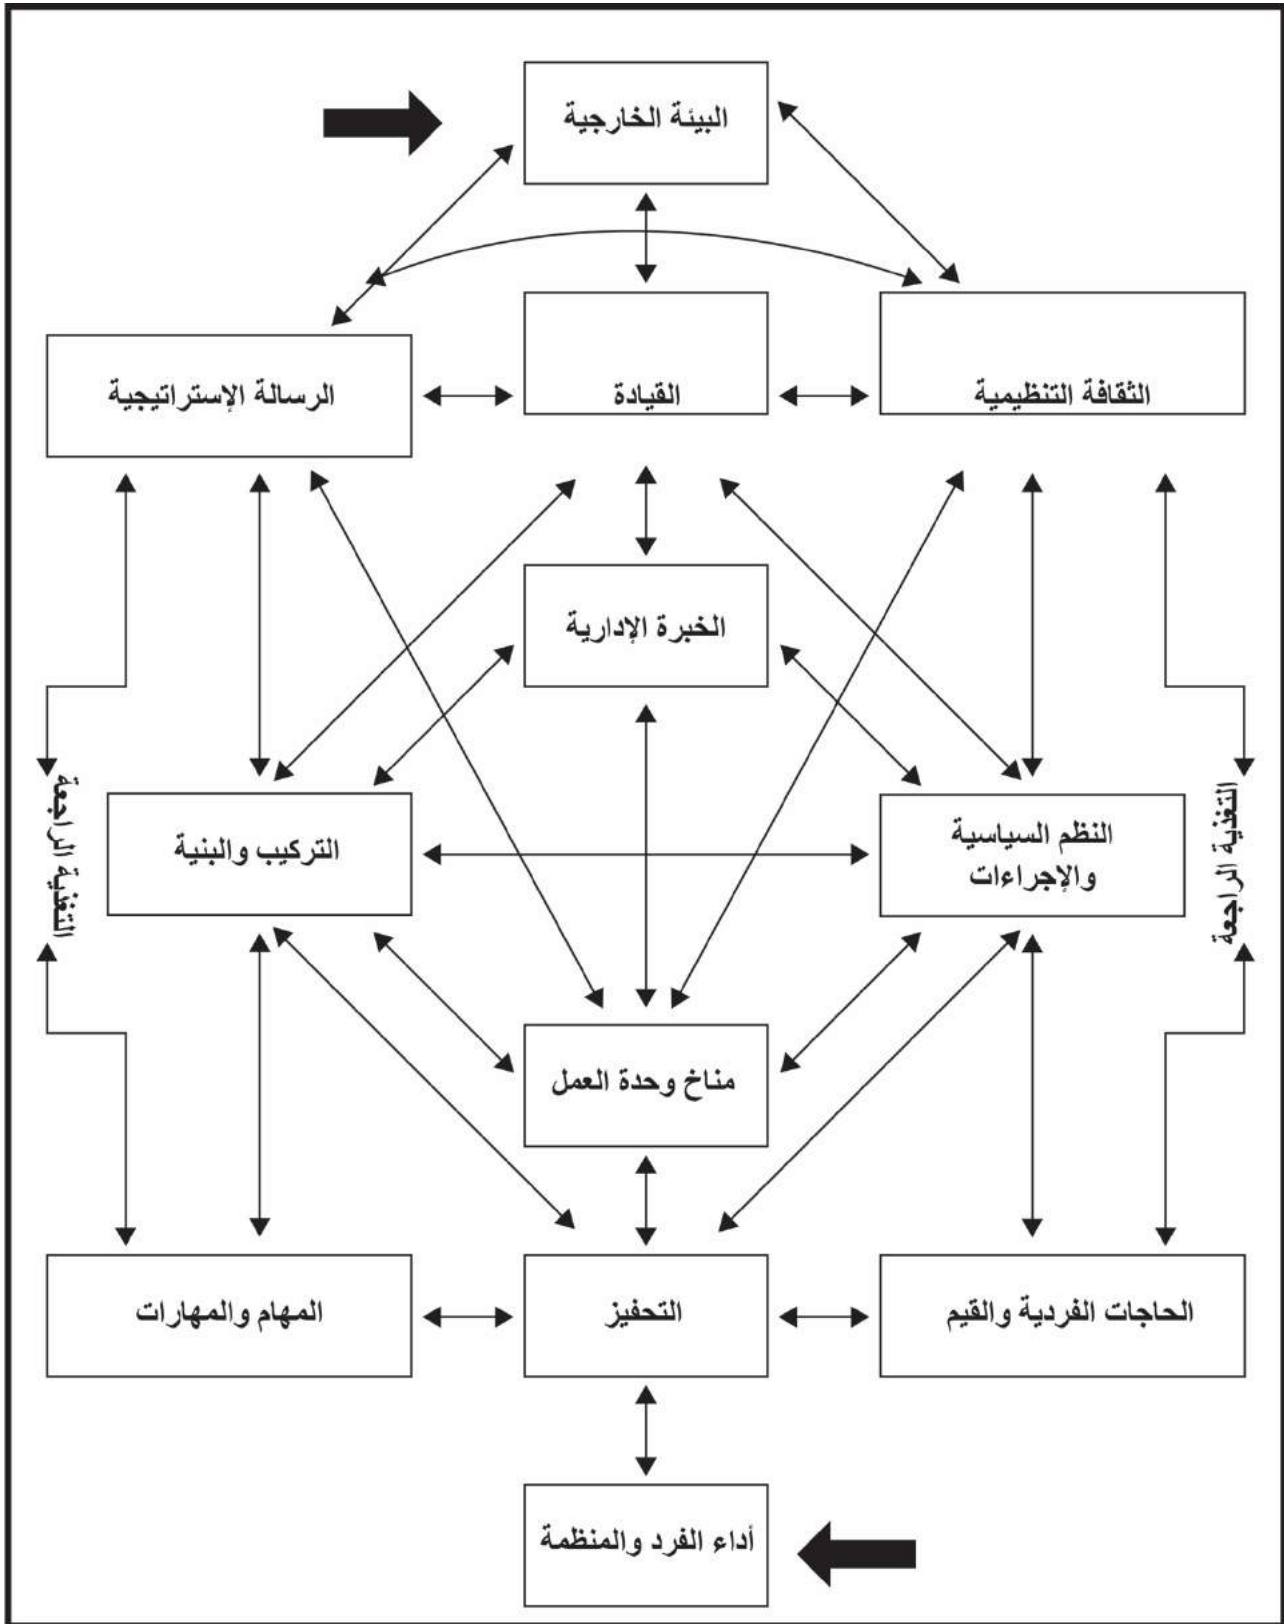 البيئة الخارجية
الثقافة التنظيمية
القيادة
الرسالة الإستراتيجية
الخبرة الإدارية
التغذية الراجعة
النظم السياسية
والإجراءات
التركيب والبنية
التغذية الراجعة
مناخ وحدة العمل
الحاجات الفردية والقيم
التحفيز
المهام والمهارات
أداء الفرد والمنظمة